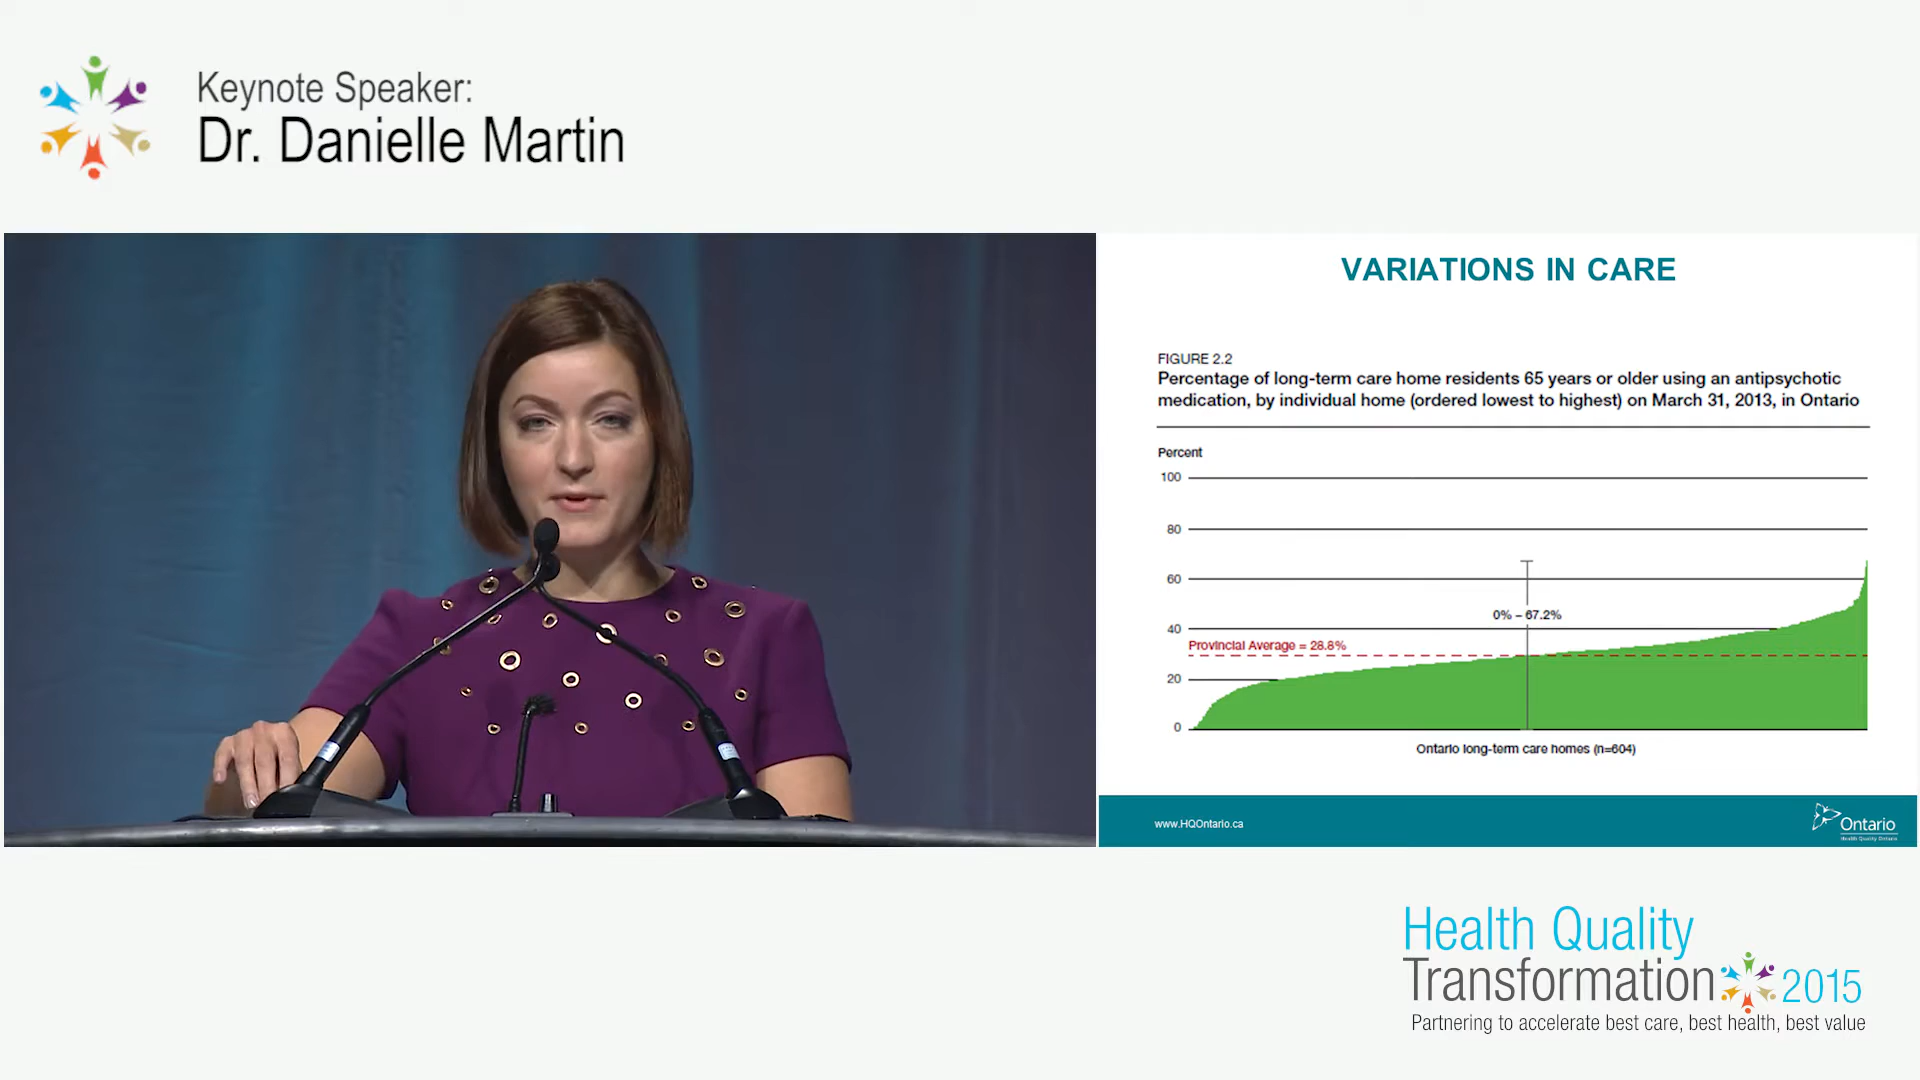 Keynote Speaker:
Dr. Danielle Martin
VARIATIONS IN CARE
FIGURE 2.2
Percentage of long-term care home residents 65 years or older using an antipsychotic
medication, by individual home (ordered lowest to highest) on March 31, 2013, in Ontario
Percent
100
80
60
0% – 67.2%
40
Provincial Average = 28.8%
20
0
Ontario long-term care homes (n=604)
www.HQOntario.ca
Ontario
Health Quality Ontario
Health Quality
Transformation 2015
Partnering to accelerate best care, best health, best value